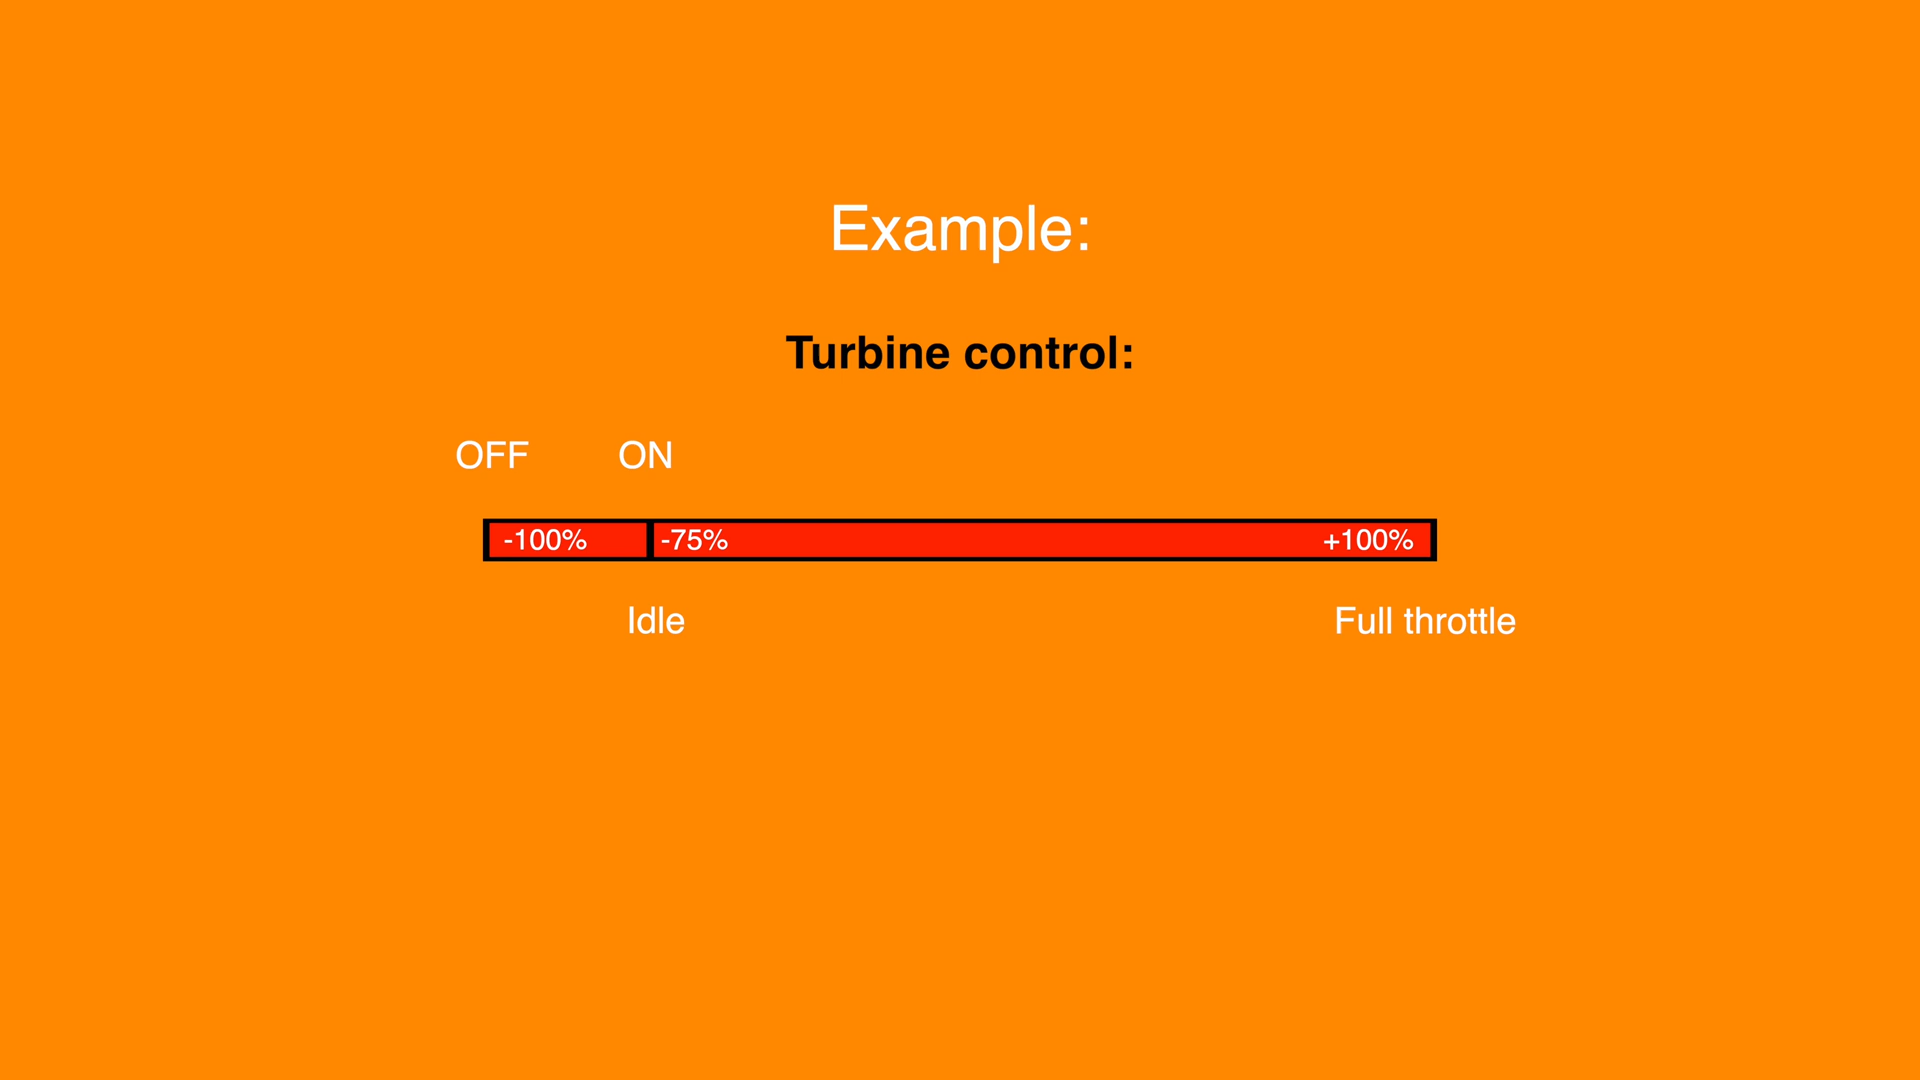 Example:
Turbine control:
OFF ON
-100% -75% +100%
Idle Full throttle